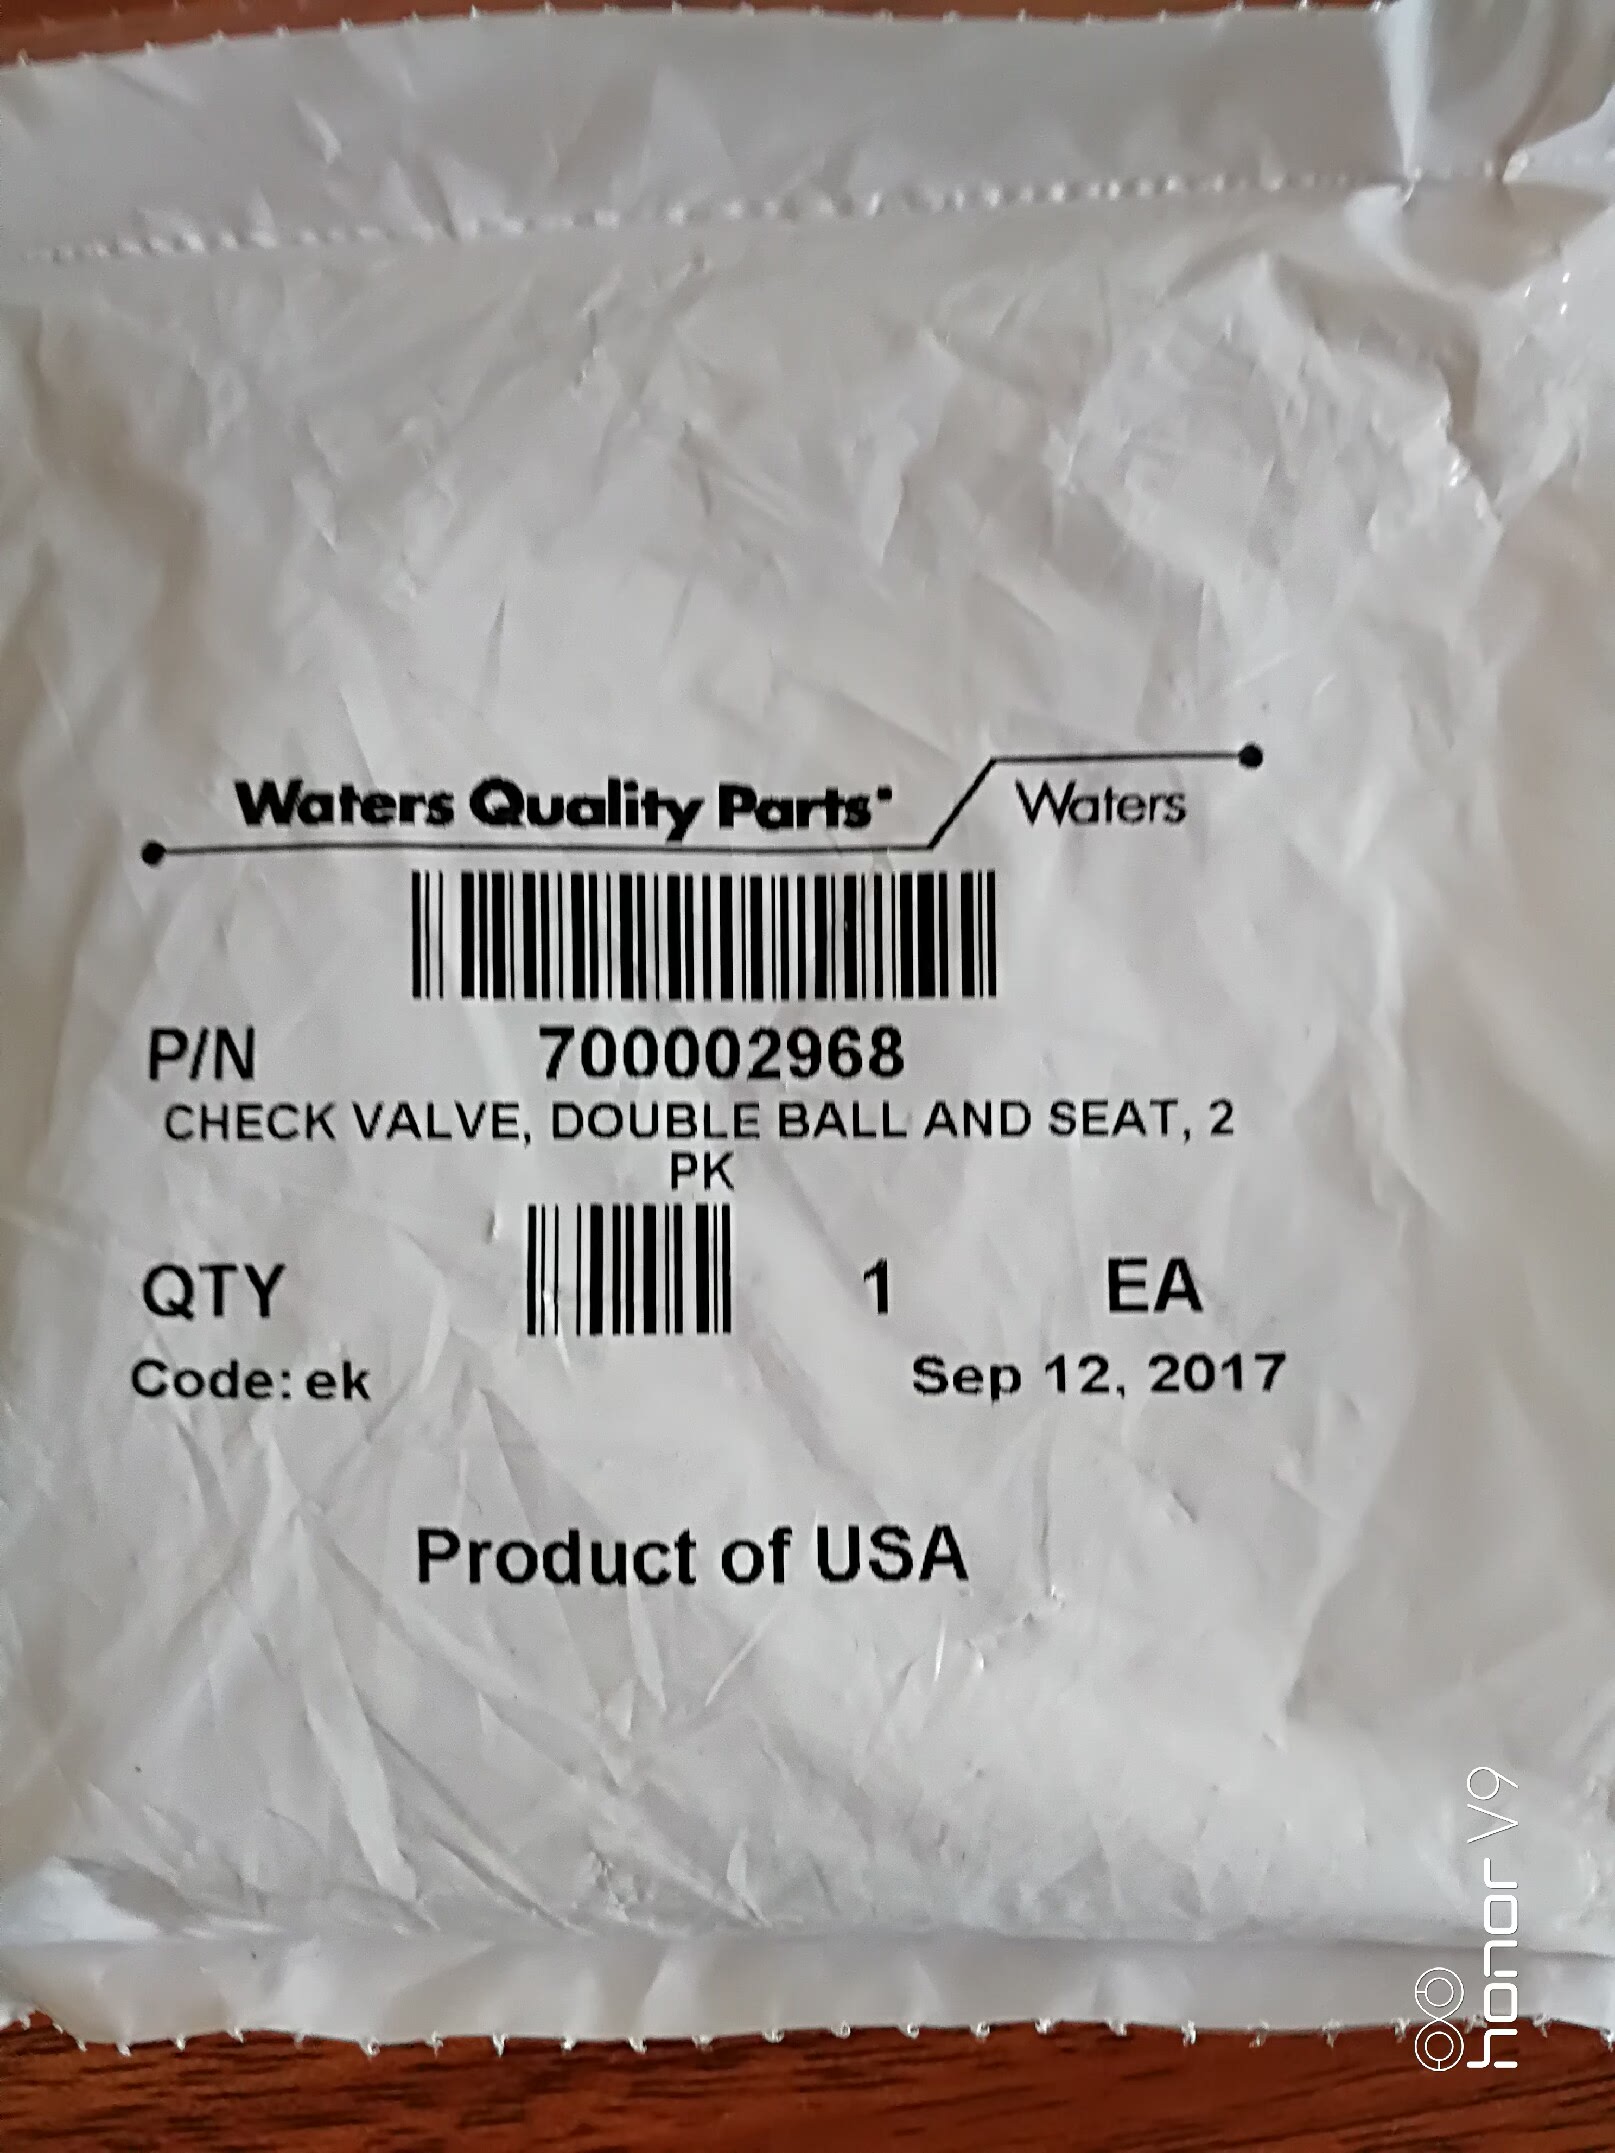 Waters Quality Parts
Waters
P/N 700002968
CHECK VALVE, DOUBLE BALL AND SEAT, 2
PK
QTY 1 EA
Code: ek Sep 12, 2017
Product of USA
honor V9